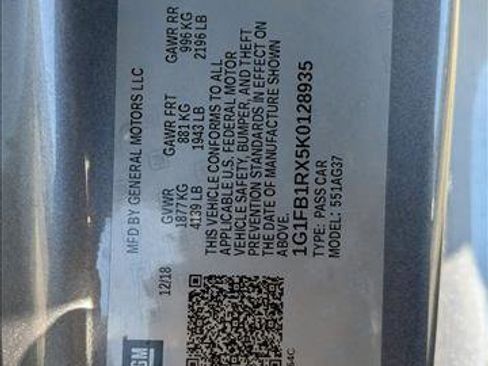 MFD BY GENERAL MOTORS LLC
12/18
GVWR GAWR FRT GAWR RR
1877 KG 881 KG 996 KG
4139 LB 1943 LB 2196 LB
THIS VEHICLE CONFORMS TO ALL
APPLICABLE U.S. FEDERAL MOTOR
VEHICLE SAFETY, BUMPER, AND THEFT
PREVENTION STANDARDS IN EFFECT ON
THE DATE OF MANUFACTURE SHOWN
ABOVE.
1G1FB1RX5K0128935
TYPE: PASS CAR
MODEL: 551AG37
GM